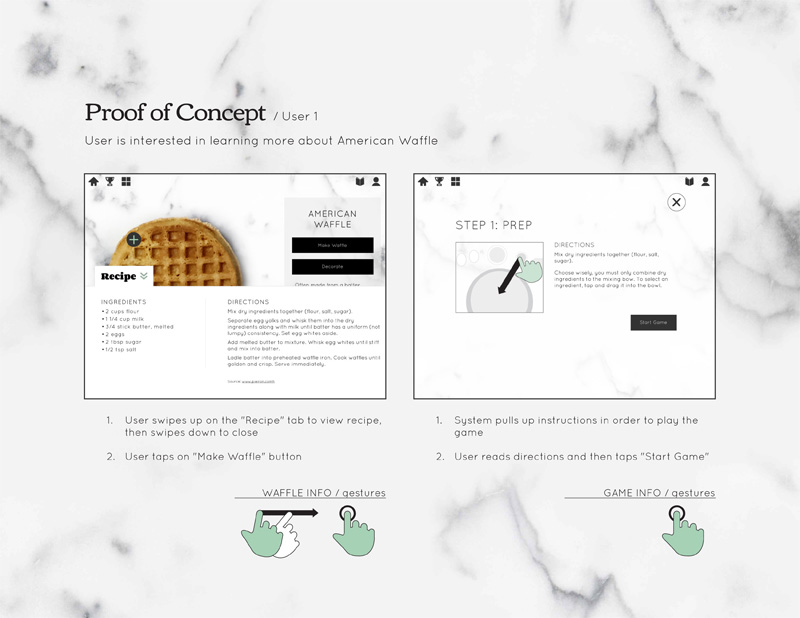 Proof of Concept / User 1
User is interested in learning more about American Waffle
AMERICAN
WAFFLE
Make Waffle
Decorate
Often made from a batter
Recipe
INGREDIENTS
• 2 cups flour
• 1 1/4 cup milk
• 3/4 stick butter, melted
• 2 eggs
• 2 tbsp sugar
• 1/2 tsp salt
DIRECTIONS
Mix dry ingredients together (flour, salt, sugar).
Separate egg yolks and whisk them into the dry
ingredients along with milk until batter has a uniform (not
lumpy) consistency. Set egg whites aside.
Add melted butter to mixture. Whisk egg whites until stiff
and mix into batter.
Ladle batter into preheated waffle iron. Cook waffles until
golden and crisp. Serve immediately.
Source:
1. User swipes up on the "Recipe" tab to view recipe,
then swipes down to close
2. User taps on "Make Waffle" button
WAFFLE INFO / gestures
STEP 1: PREP
DIRECTIONS
Mix dry ingredients together (flour, salt,
sugar).
Choose wisely, you must only combine dry
ingredients to the mixing bowl. To select an
ingredient, tap and drag it into the bowl.
Start Game
1. System pulls up instructions in order to play the
game
2. User reads directions and then taps "Start Game"
GAME INFO / gestures